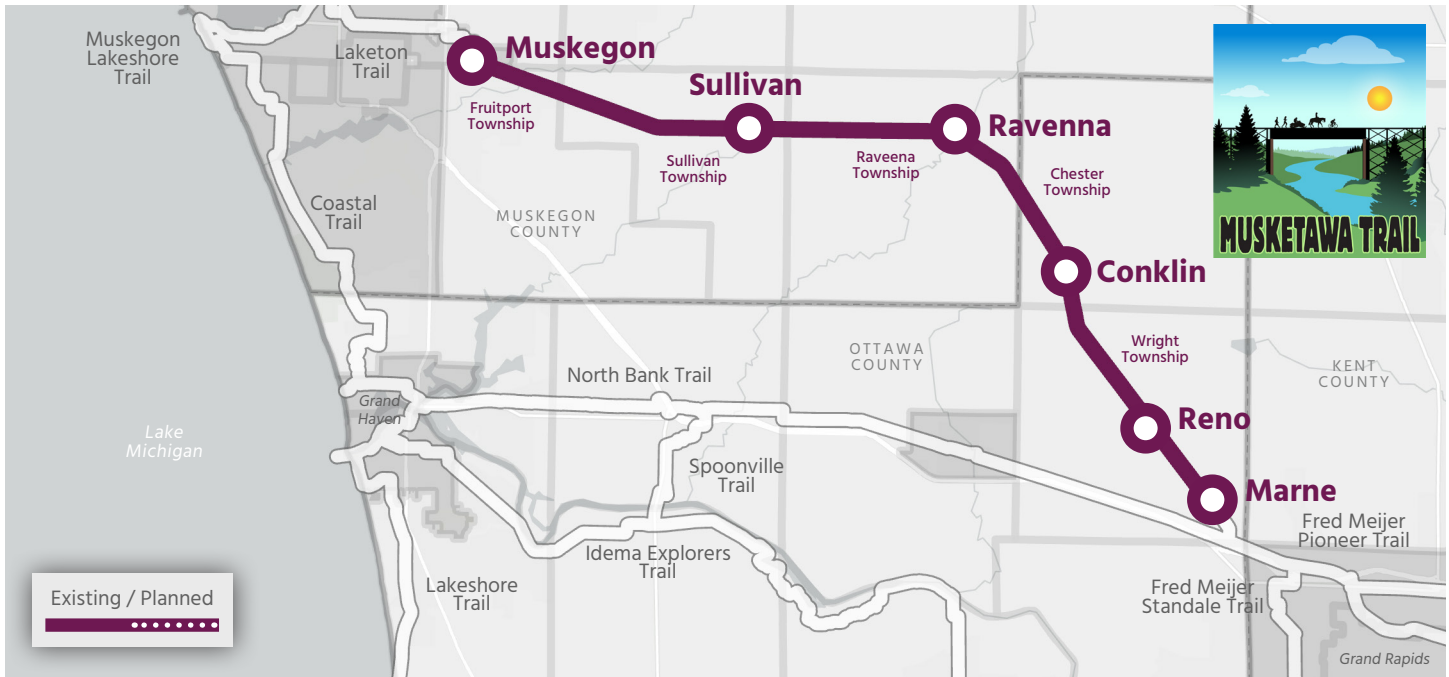 Muskegon
Lakeshore
Trail
Laketon
Trail
Muskegon
Sullivan
Ravenna
Fruitport
Township
Sullivan
Township
Raveena
Township
Chester
Township
MUSKETAWA TRAIL
Coastal
Trail
MUSKEGON
COUNTY
Conklin
Wright
Township
OTTAWA
COUNTY
KENT
COUNTY
North Bank Trail
Grand
Haven
Reno
Lake
Michigan
Spoonville
Trail
Marne
Fred Meijer
Pioneer Trail
Idema Explorers
Trail
Lakeshore
Trail
Fred Meijer
Standale Trail
Existing / Planned
Grand Rapids